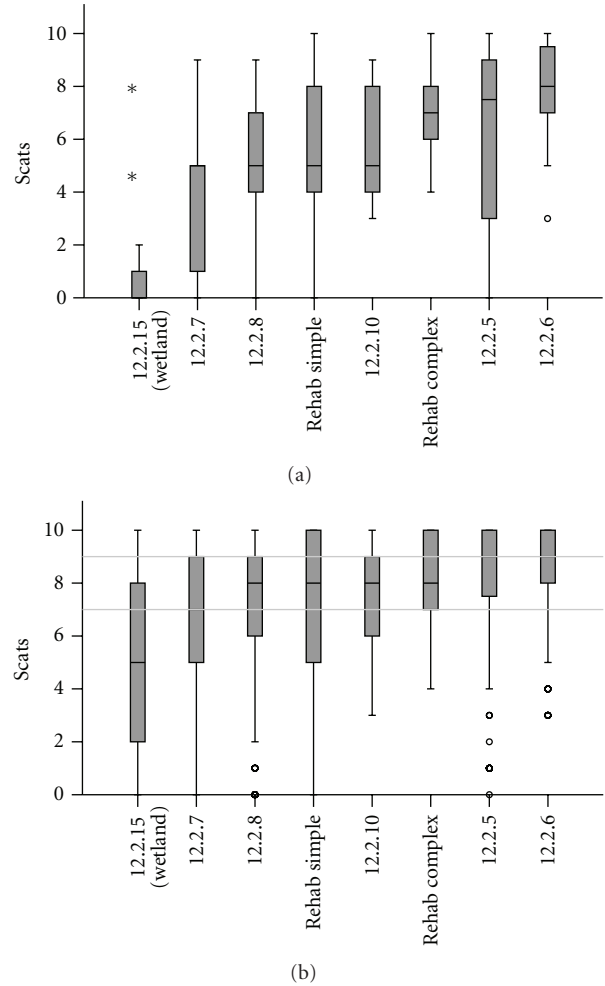 10
8
6
4
2
0
Scats
12.2.15
(wetland)
12.2.7
12.2.8
Rehab simple
12.2.10
Rehab complex
12.2.5
12.2.6
(a)
10
8
6
4
2
0
Scats
12.2.15
(wetland)
12.2.7
12.2.8
Rehab simple
12.2.10
Rehab complex
12.2.5
12.2.6
(b)